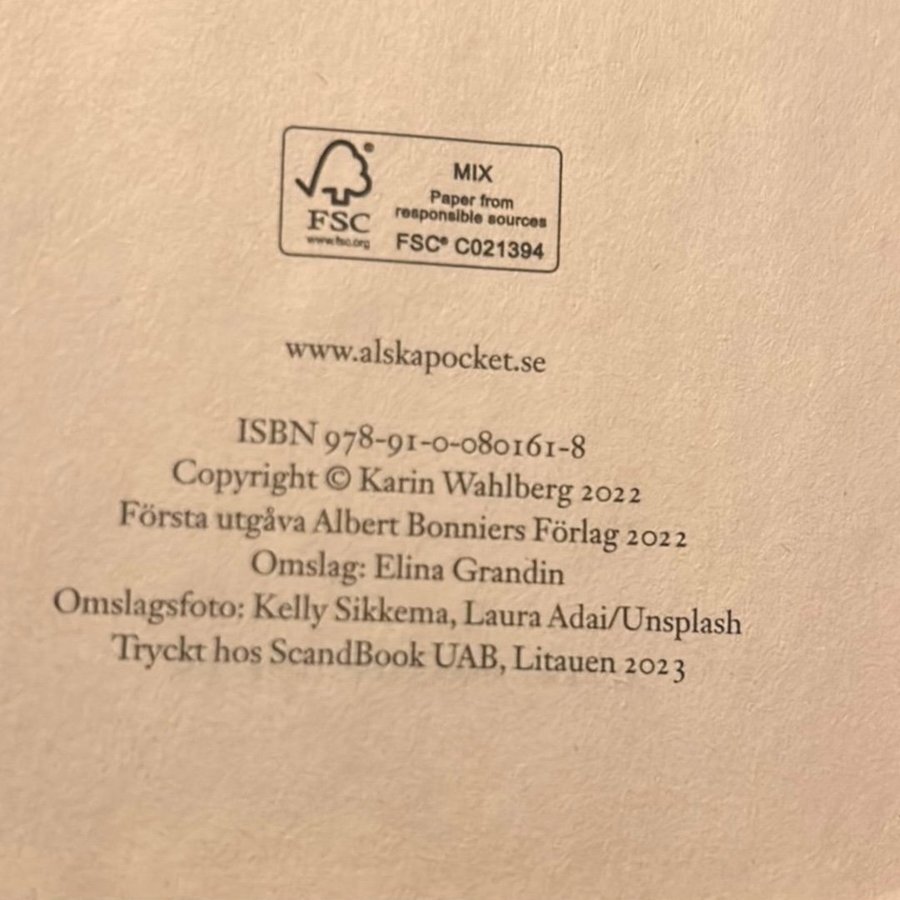 MIX
Paper from
responsible sources
FSC® C021394
FSC
www.fsc.org
www.alskapocket.se
ISBN 978-91-0-080161-8
Copyright © Karin Wahlberg 2022
Första utgåva Albert Bonniers Förlag 2022
Omslag: Elina Grandin
Omslagsfoto: Kelly Sikkema, Laura Adai/Unsplash
Tryckt hos ScandBook UAB, Litauen 2023